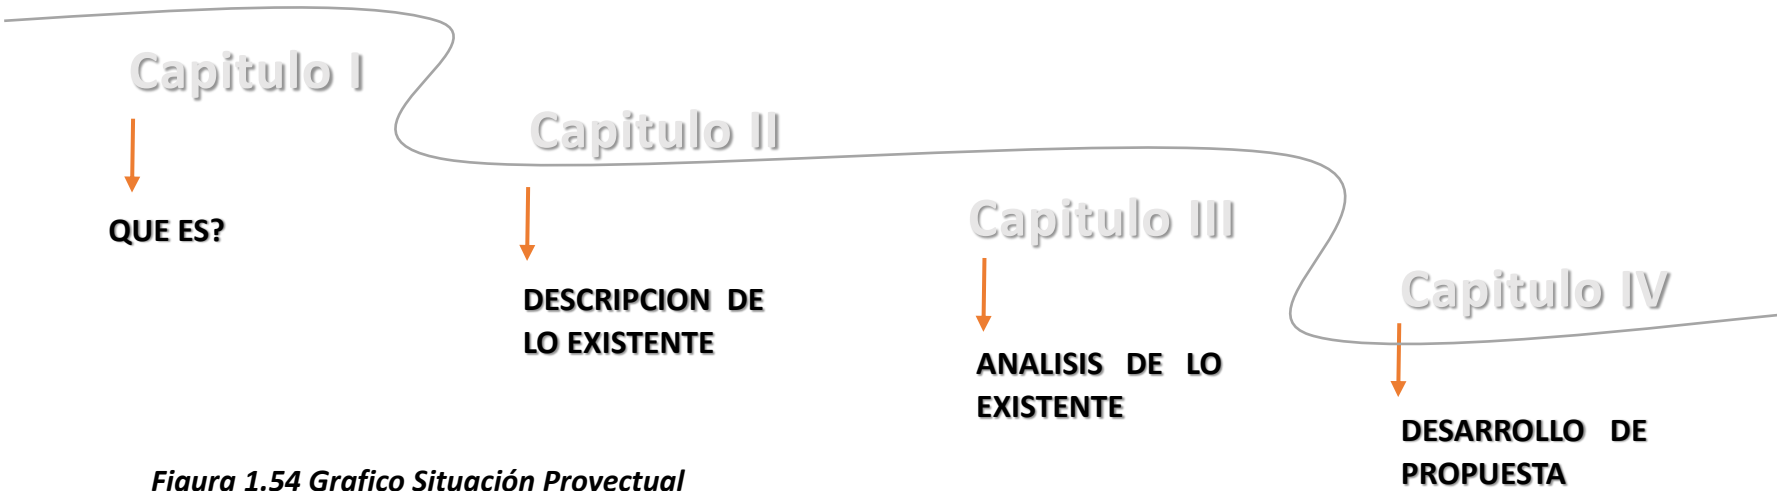 Capitulo I
QUE ES?
Capitulo II
DESCRIPCION DE
LO EXISTENTE
Capitulo III
ANALISIS DE LO
EXISTENTE
Capitulo IV
DESARROLLO DE
PROPUESTA
Figura 1.54 Grafico Situación Proyectual